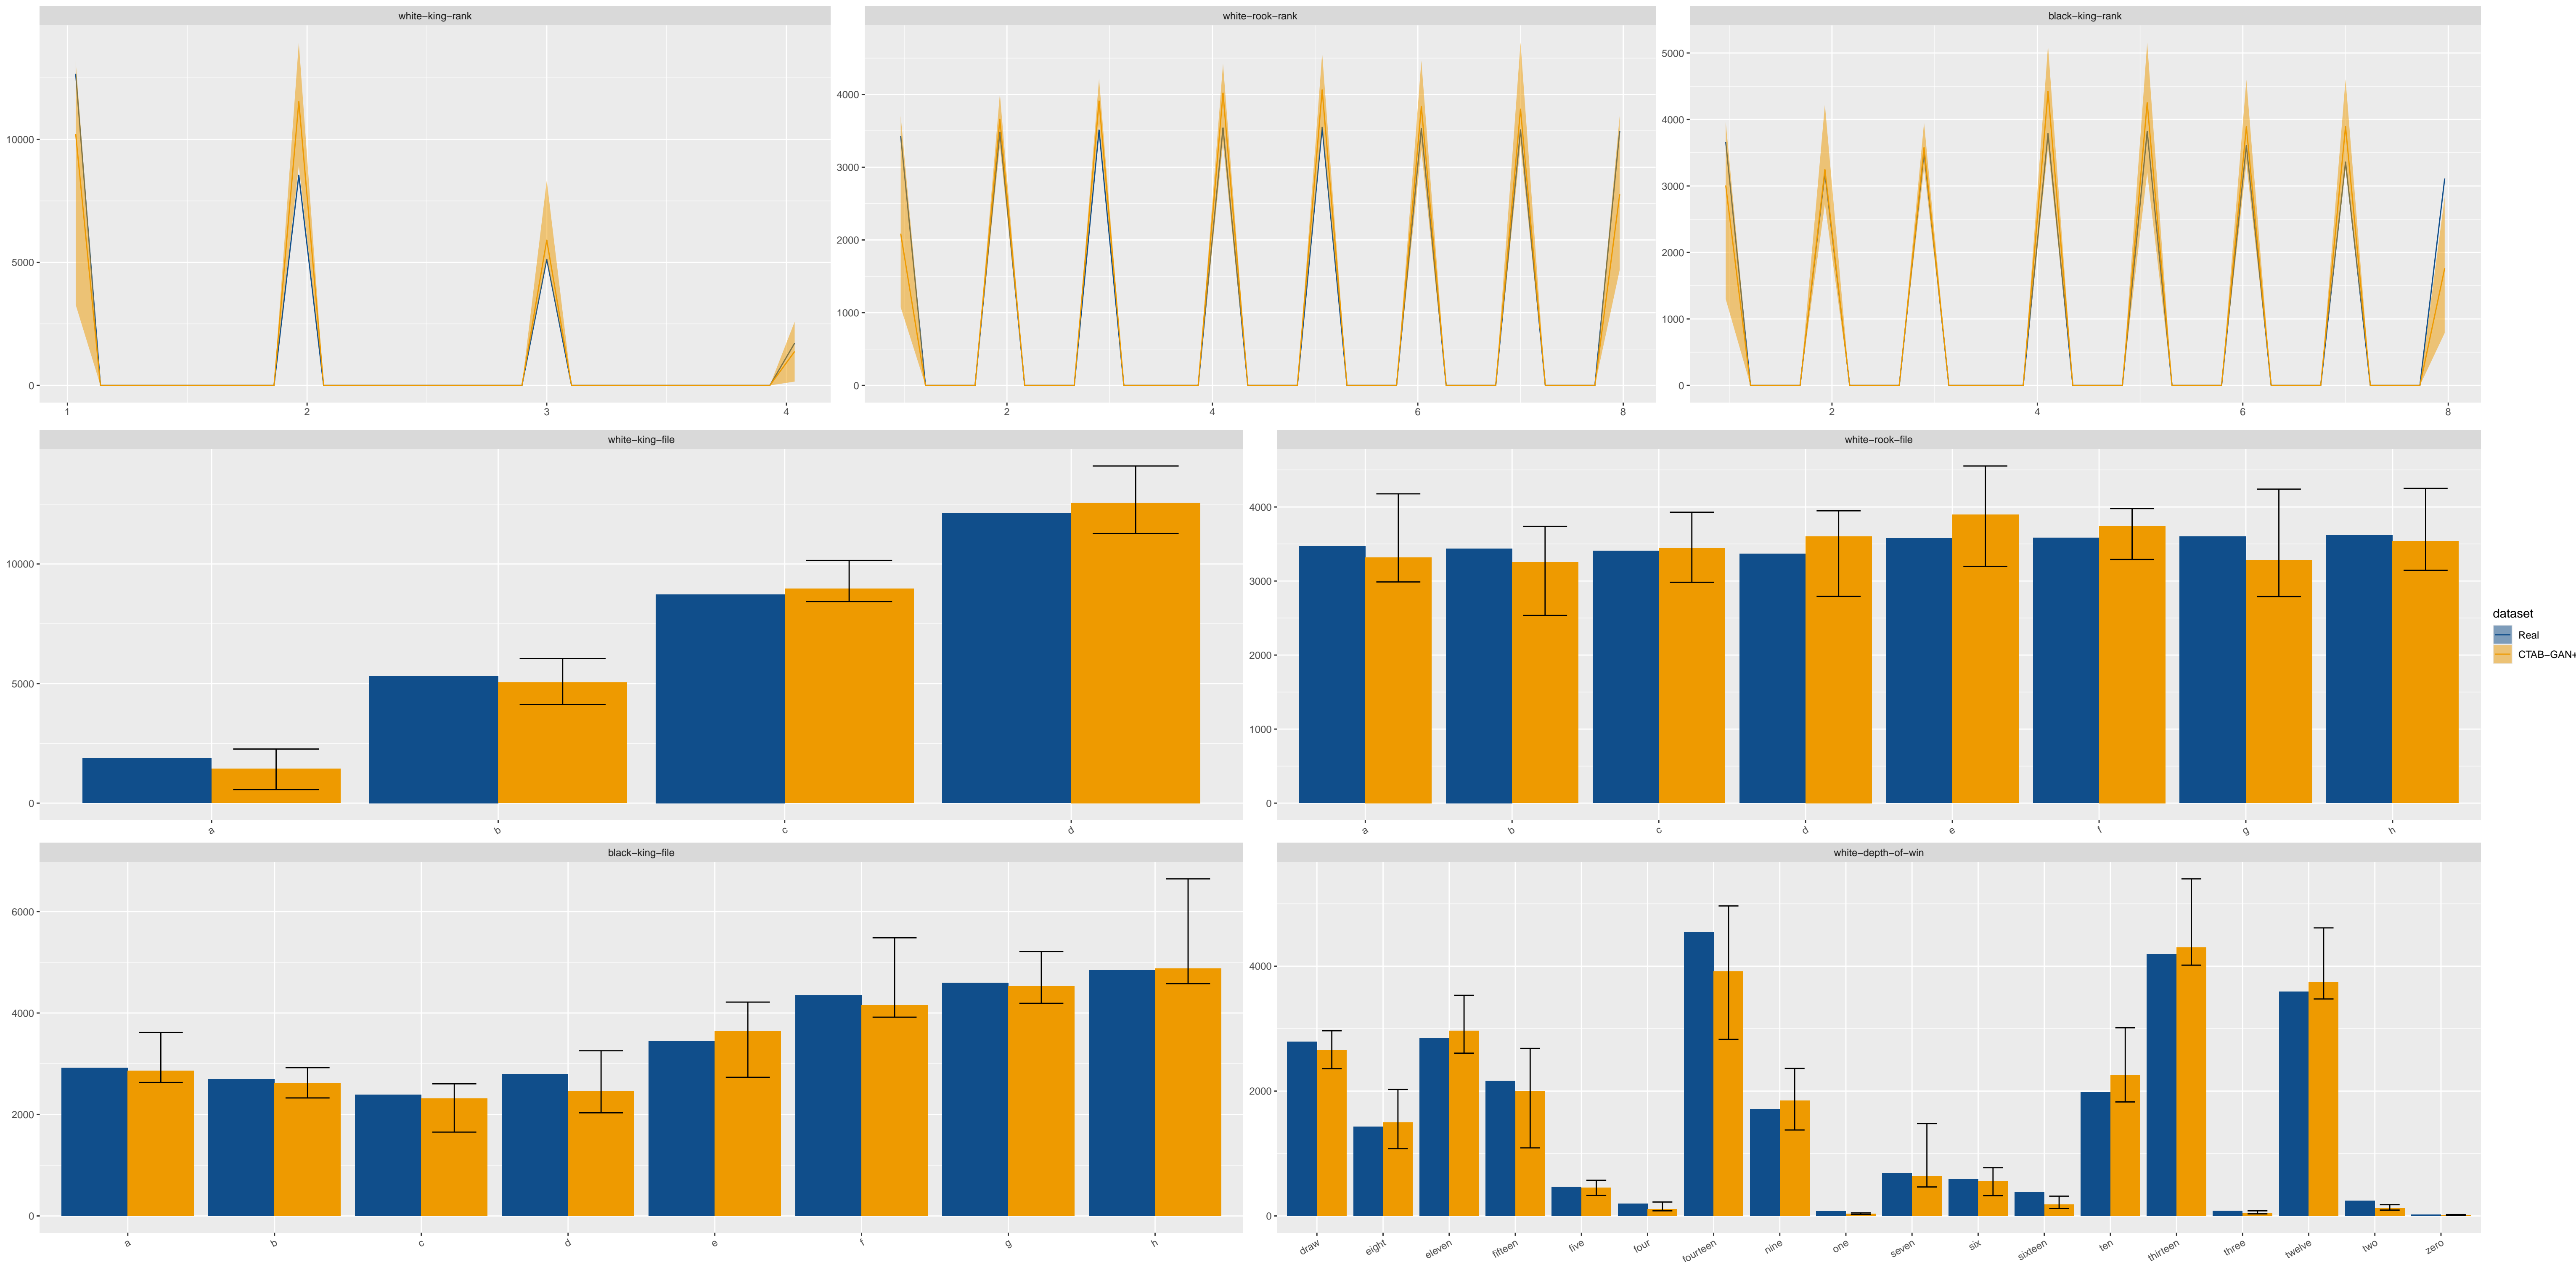 white−king−rank
white−rook−rank
black−king−rank
10000
5000
0
1
2
3
4
4000
3000
2000
1000
0
2
4
6
8
5000
4000
3000
2000
1000
0
2
4
6
8
white−king−file
white−rook−file
10000
5000
0
a
b
c
d
4000
3000
2000
1000
0
a
b
c
d
e
f
g
h
dataset
Real
CTAB−GAN+
black−king−file
white−depth−of−win
6000
4000
2000
0
a
b
c
d
e
f
g
h
4000
2000
0
draw
eight
eleven
fifteen
five
four
fourteen
nine
one
seven
six
sixteen
ten
thirteen
three
twelve
two
zero